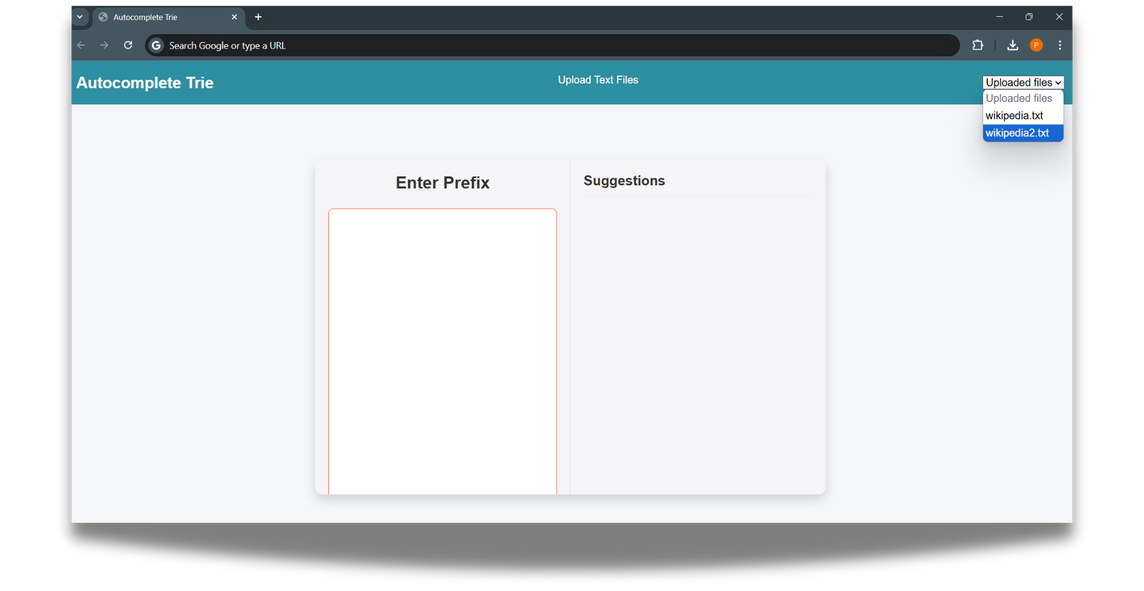 Autocomplete Trie
Search Google or type a URL
P
Autocomplete Trie
Upload Text Files
Uploaded files
Uploaded files
wikipedia.txt
wikipedia2.txt
Enter Prefix
Suggestions